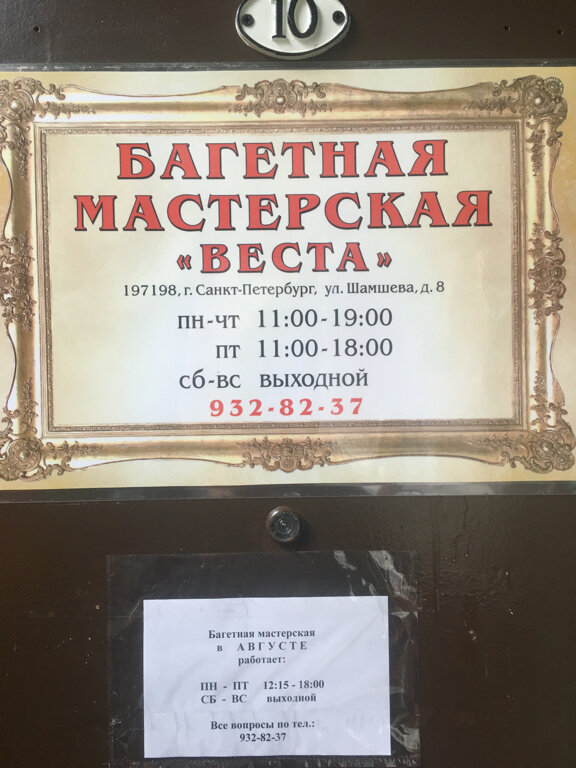 10
БАГЕТНАЯ
МАСТЕРСКАЯ
«ВЕСТА»
197198, г. Санкт-Петербург, ул. Шамшева, д. 8
ПН-ЧТ 11:00-19:00
ПТ 11:00-18:00
СБ-ВС ВЫХОДНОЙ
932-82-37
Багетная мастерская
в А В Г У С Т Е
работает:
ПН - ПТ 12:15 - 18:00
СБ - ВС выходной
Все вопросы по тел.:
932-82-37